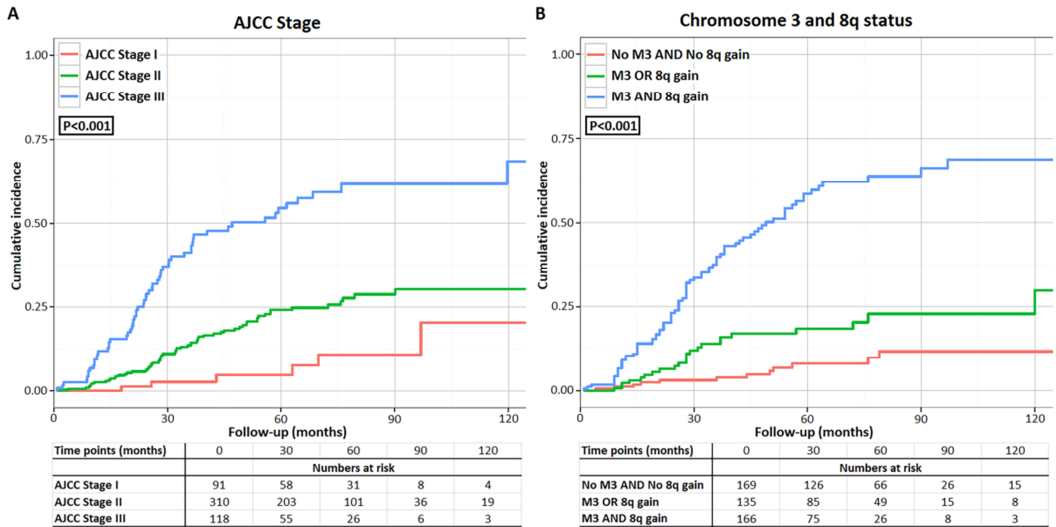 A
AJCC Stage
Cumulative incidence
1.00
0.75
0.50
0.25
0.00
AJCC Stage I
AJCC Stage II
AJCC Stage III
P<0.001
0 30 60 90 120
Follow-up (months)
Time points (months) 0 30 60 90 120
Numbers at risk
AJCC Stage I 91 58 31 8 4
AJCC Stage II 310 203 101 36 19
AJCC Stage III 118 55 26 6 3
B
Chromosome 3 and 8q status
Cumulative incidence
1.00
0.75
0.50
0.25
0.00
No M3 AND No 8q gain
M3 OR 8q gain
M3 AND 8q gain
P<0.001
0 30 60 90 120
Follow-up (months)
Time points (months) 0 30 60 90 120
Numbers at risk
No M3 AND No 8q gain 169 126 66 26 15
M3 OR 8q gain 135 85 49 15 8
M3 AND 8q gain 166 75 26 8 3